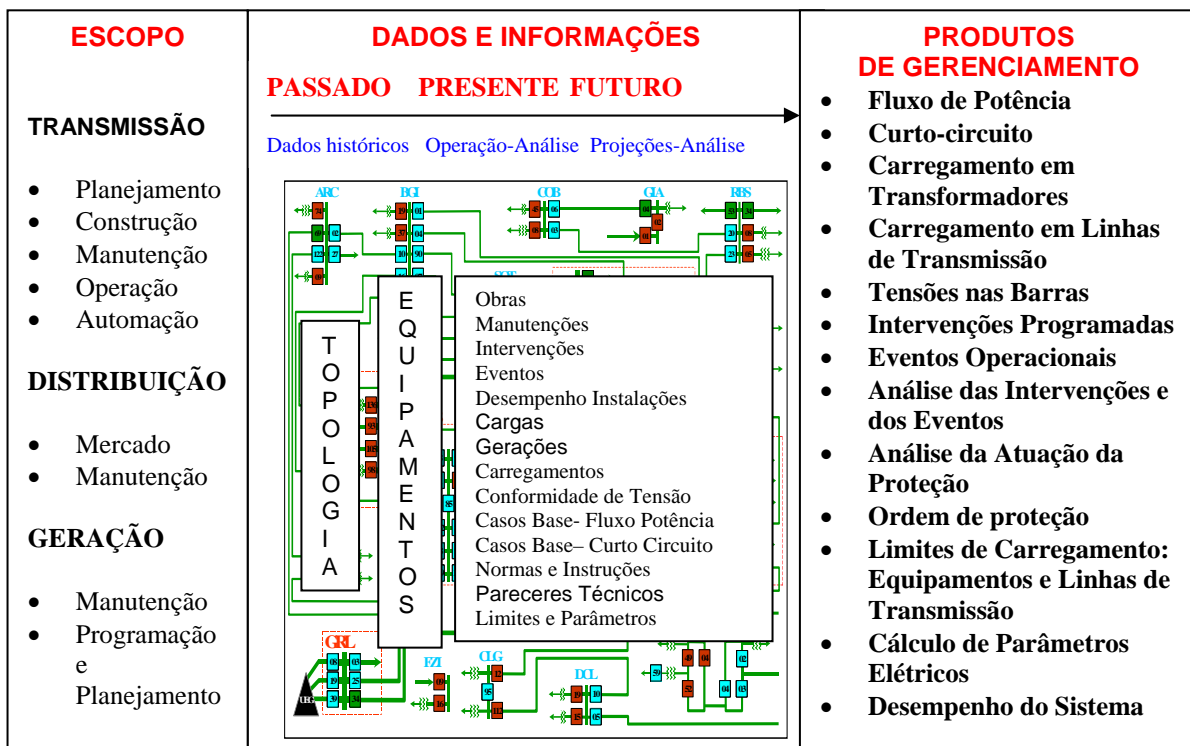 ESCOPO
TRANSMISSÃO
• Planejamento
• Construção
• Manutenção
• Operação
• Automação
DISTRIBUIÇÃO
• Mercado
• Manutenção
GERAÇÃO
• Manutenção
• Programação
e
Planejamento
DADOS E INFORMAÇÕES
PASSADO PRESENTE FUTURO
Dados históricos Operação-Análise Projeções-Análise
ARC BGI COB GIA RBS
TOPOLOGIA
EQUIPAMENTOS
Obras
Manutenções
Intervenções
Eventos
Desempenho Instalações
Cargas
Gerações
Carregamentos
Conformidade de Tensão
Casos Base- Fluxo Potência
Casos Base– Curto Circuito
Normas e Instruções
Pareceres Técnicos
Limites e Parâmetros
GRL EZI CLG DCL
PRODUTOS
DE GERENCIAMENTO
• Fluxo de Potência
• Curto-circuito
• Carregamento em
Transformadores
• Carregamento em Linhas
de Transmissão
• Tensões nas Barras
• Intervenções Programadas
• Eventos Operacionais
• Análise das Intervenções e
dos Eventos
• Análise da Atuação da
Proteção
• Ordem de proteção
• Limites de Carregamento:
Equipamentos e Linhas de
Transmissão
• Cálculo de Parâmetros
Elétricos
• Desempenho do Sistema